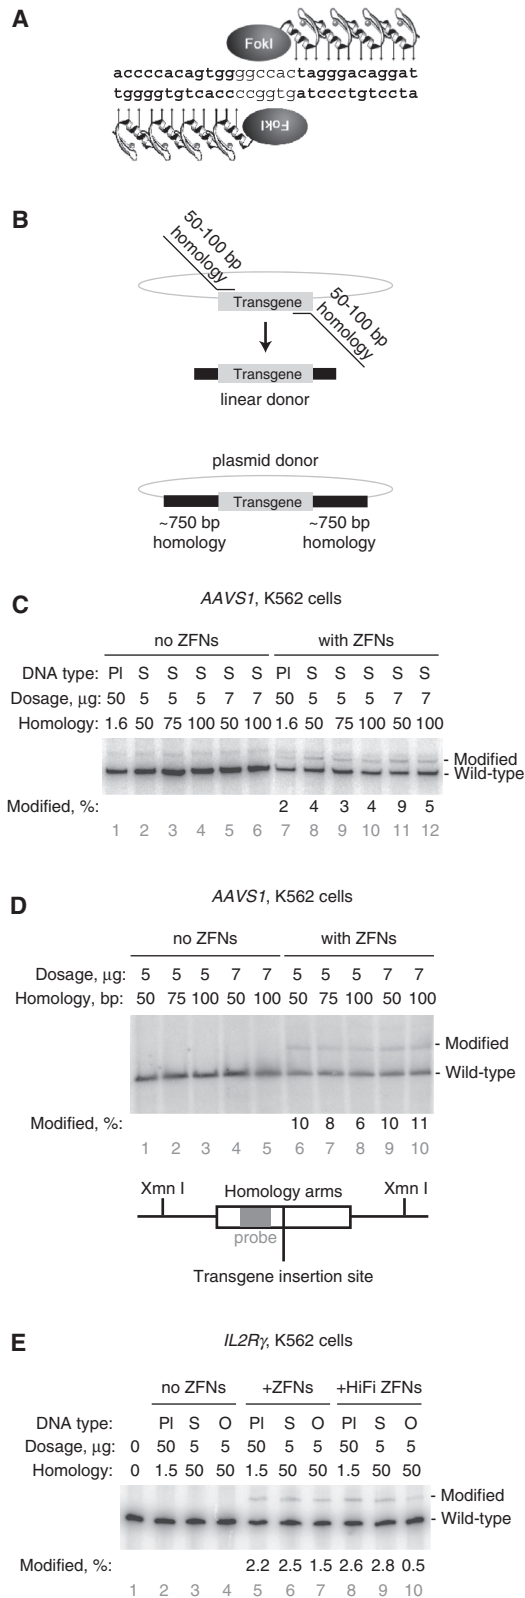 A
FokI
accccacagtggggccactagggacaggat
tggggtgtcaccccggtgatccctgtccta
FokI
B
50-100 bp
homology
Transgene
50-100 bp
homology
Transgene
linear donor
plasmid donor
Transgene
~750 bp
homology
~750 bp
homology
C
AAVS1, K562 cells
no ZFNs with ZFNs
DNA type: Pl S S S S S Pl S S S S S
Dosage, μg: 50 5 5 5 7 7 50 5 5 5 7 7
Homology: 1.6 50 75 100 50 100 1.6 50 75 100 50 100
- Modified
- Wild-type
Modified, %: 2 4 3 4 9 5
1 2 3 4 5 6 7 8 9 10 11 12
D
AAVS1, K562 cells
no ZFNs with ZFNs
Dosage, μg: 5 5 5 7 7 5 5 5 7 7
Homology, bp: 50 75 100 50 100 50 75 100 50 100
- Modified
- Wild-type
Modified, %: 10 8 6 10 11
1 2 3 4 5 6 7 8 9 10
Xmn I Homology arms Xmn I
probe
Transgene insertion site
E
IL2Rγ, K562 cells
no ZFNs +ZFNs +HiFi ZFNs
DNA type: Pl S O Pl S O Pl S O
Dosage, μg: 0 50 5 5 50 5 5 50 5 5
Homology: 0 1.5 50 50 1.5 50 50 1.5 50 50
- Modified
- Wild-type
Modified, %: 2.2 2.5 1.5 2.6 2.8 0.5
1 2 3 4 5 6 7 8 9 10